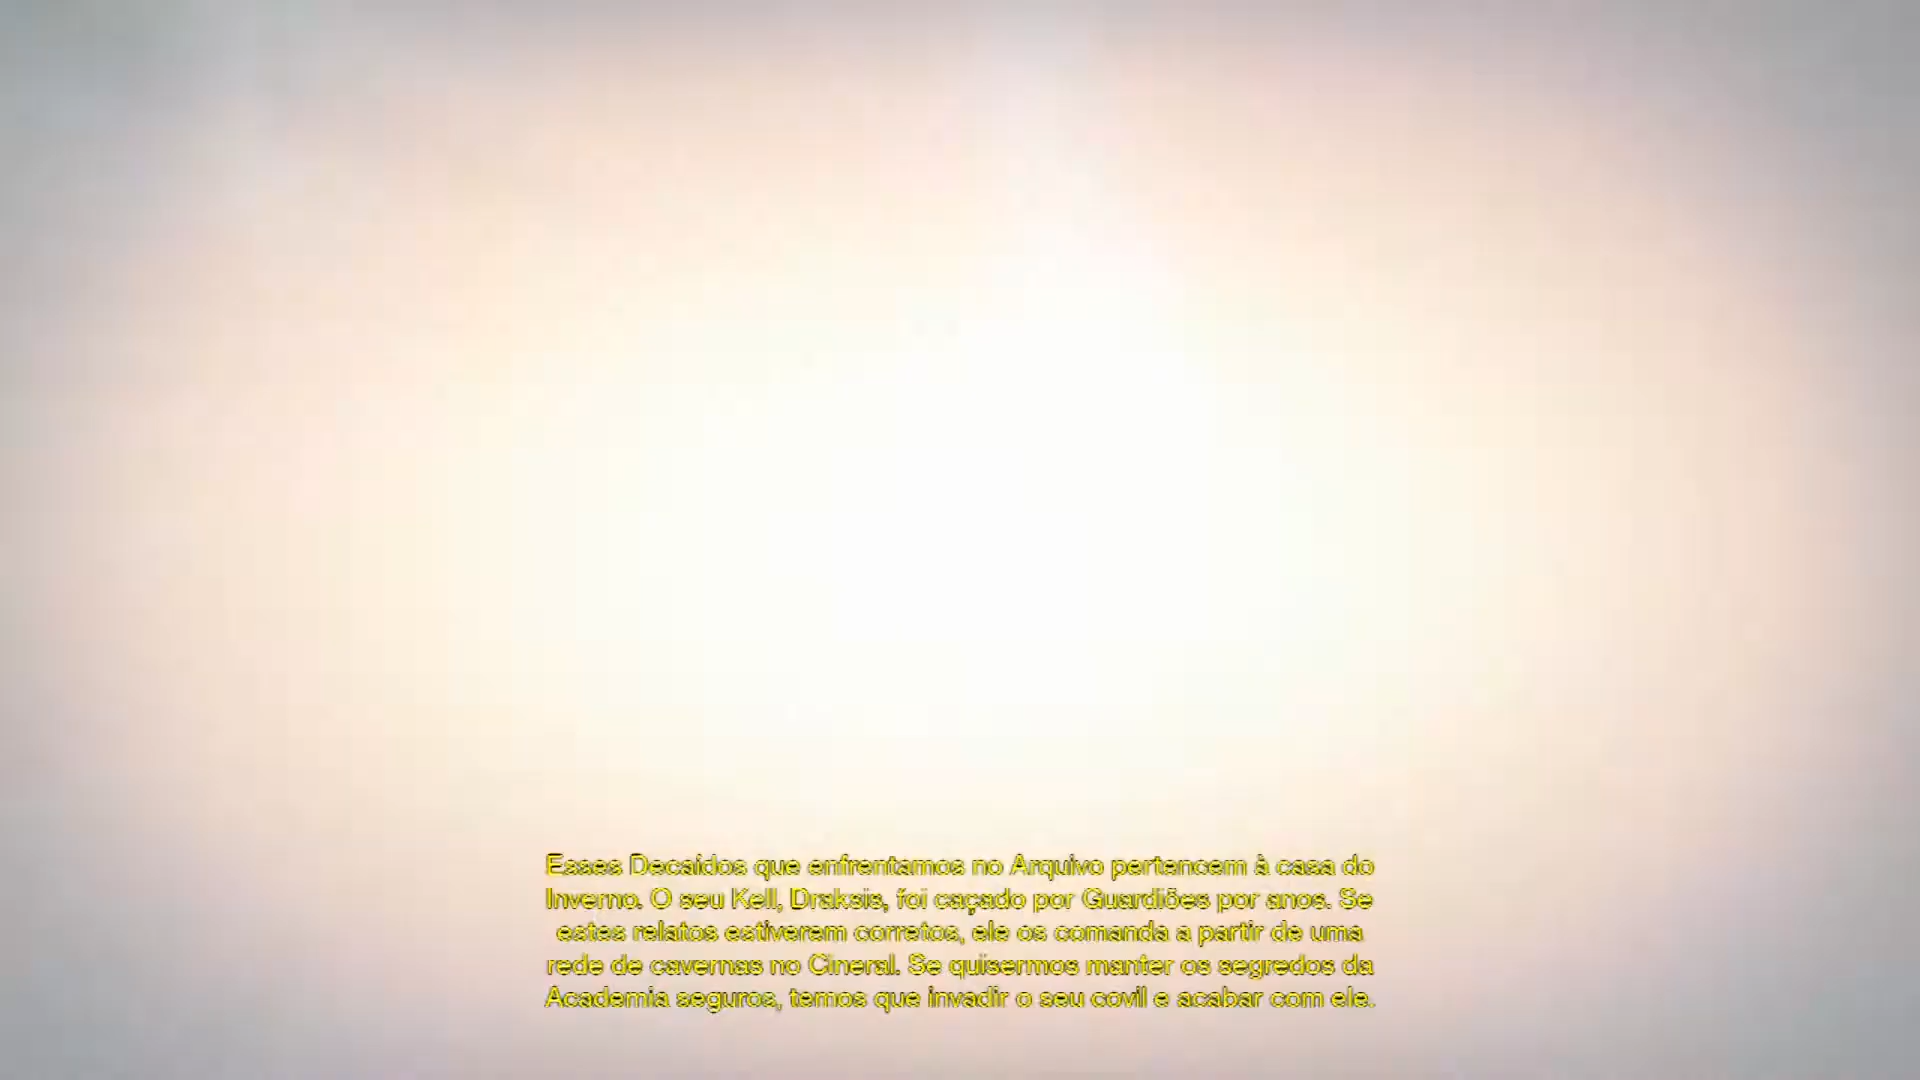 Esses Decaídos que enfrentamos no Arquivo pertencem à casa do
Inverno. O seu Kell, Draksis, foi caçado por Guardiões por anos. Se
estes relatos estiverem corretos, ele os comanda a partir de uma
rede de cavernas no Cineral. Se quisermos manter os segredos da
Academia seguros, temos que invadir o seu covil e acabar com ele.